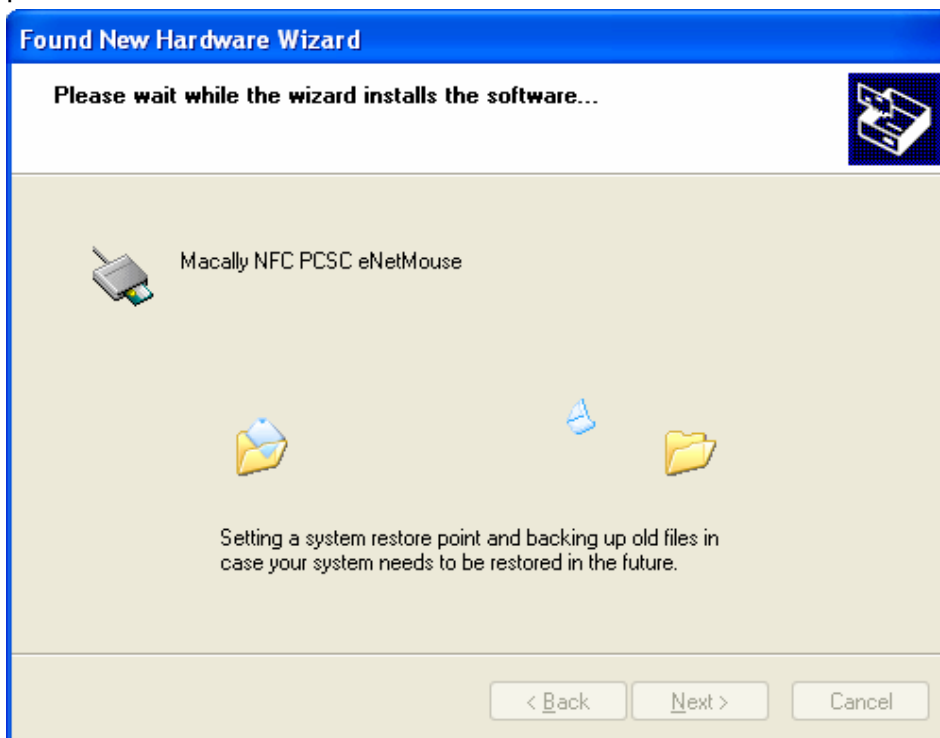 Found New Hardware Wizard
Please wait while the wizard installs the software...
Macally NFC PCSC eNetMouse
Setting a system restore point and backing up old files in
case your system needs to be restored in the future.
< Back Next > Cancel